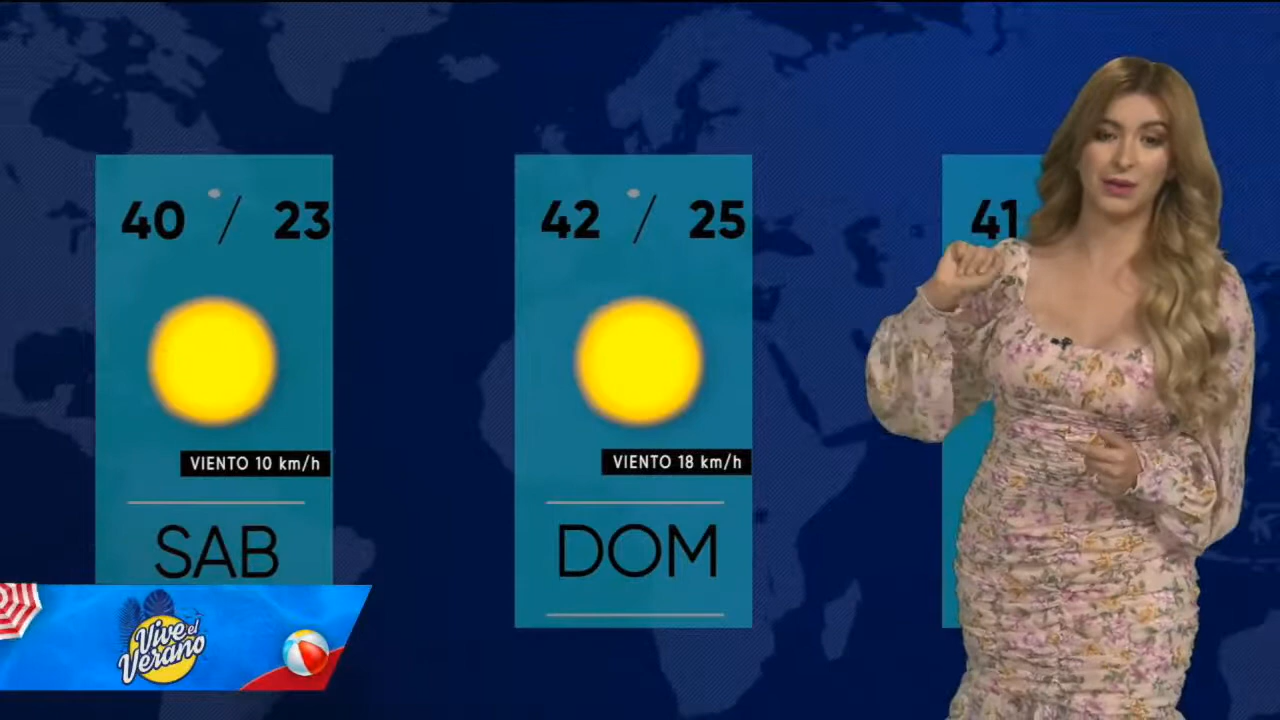 40 / 23
VIENTO 10 km/h
SAB
42 / 25
VIENTO 18 km/h
DOM
41
Vive el
Verano